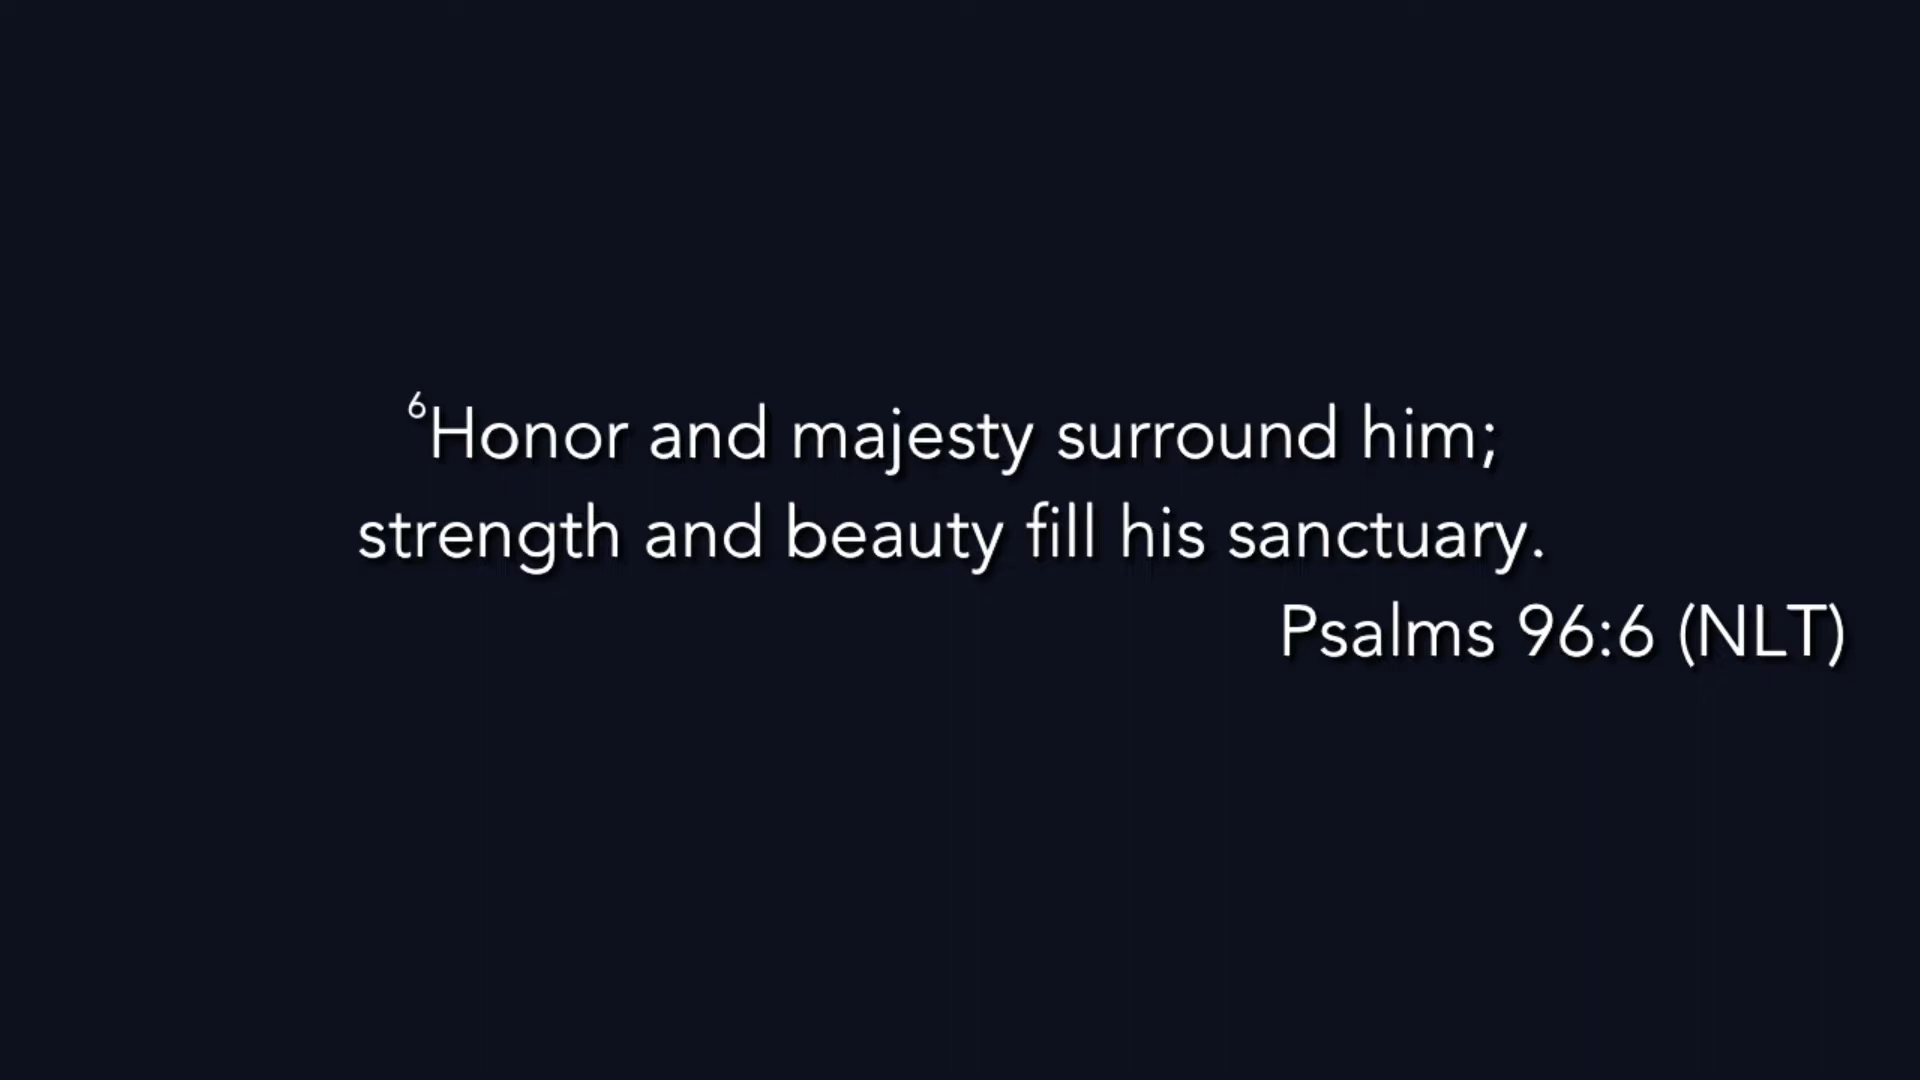 ⁶Honor and majesty surround him;
strength and beauty fill his sanctuary.
Psalms 96:6 (NLT)